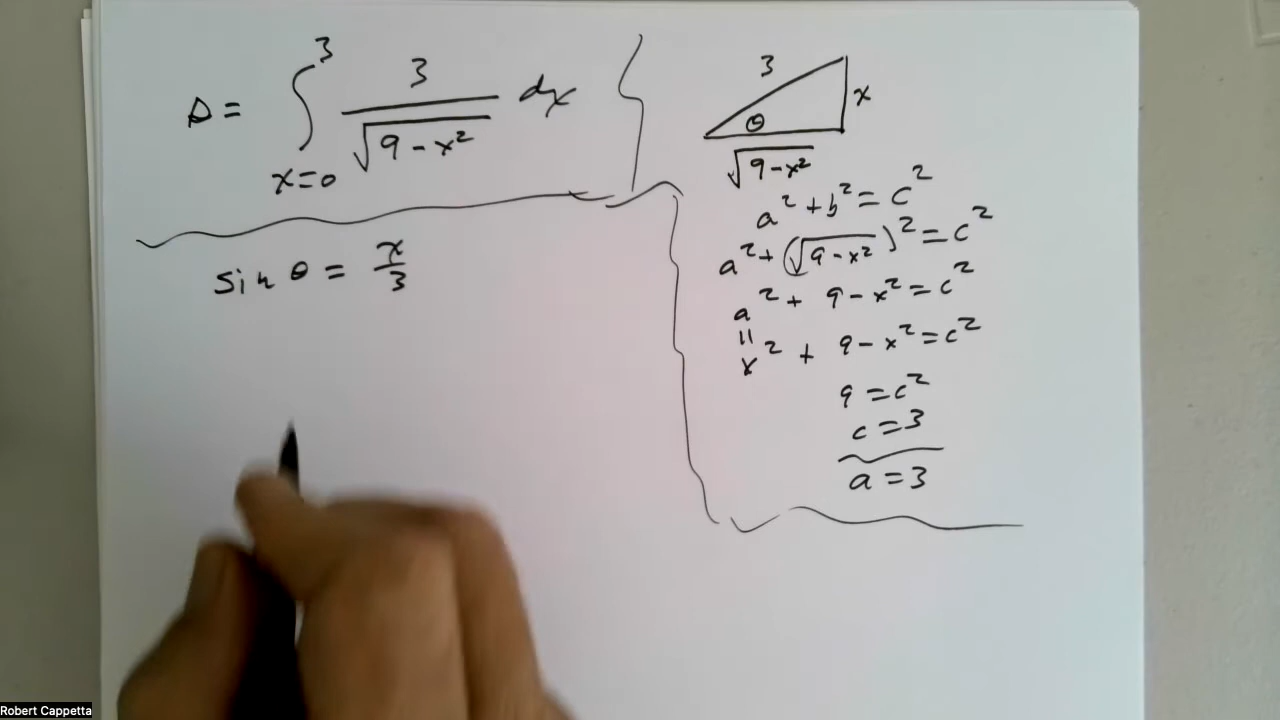 A = ∫_{x=0}^{3} 3/√(9-x²) dx
sin θ = x/3
3
x
θ
√(9-x²)
a² + b² = c²
a² + (√(9-x²))² = c²
a² + 9-x² = c²
||
x² + 9-x² = c²
9 = c²
c = 3
a = 3
Robert Cappetta